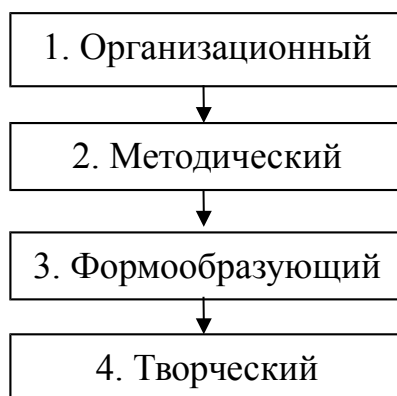 1. Организационный
2. Методический
3. Формообразующий
4. Творческий